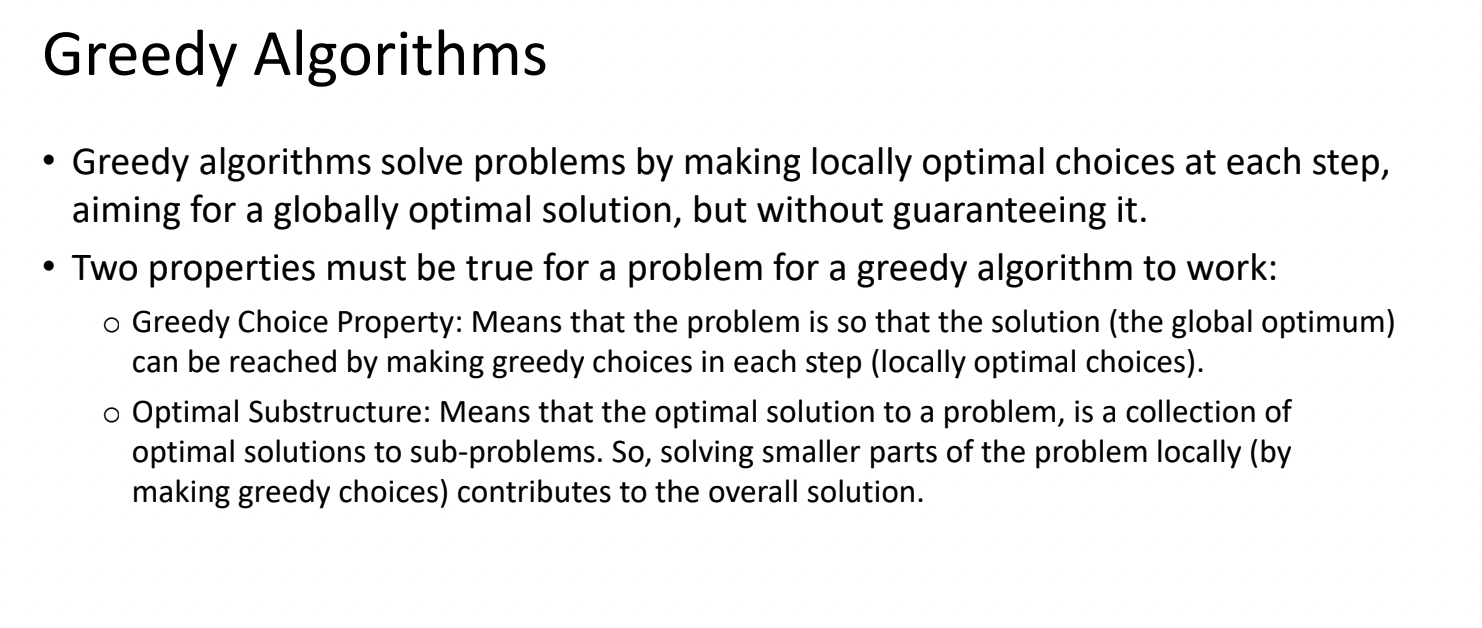 Greedy Algorithms
• Greedy algorithms solve problems by making locally optimal choices at each step,
aiming for a globally optimal solution, but without guaranteeing it.
• Two properties must be true for a problem for a greedy algorithm to work:
○ Greedy Choice Property: Means that the problem is so that the solution (the global optimum)
can be reached by making greedy choices in each step (locally optimal choices).
○ Optimal Substructure: Means that the optimal solution to a problem, is a collection of
optimal solutions to sub-problems. So, solving smaller parts of the problem locally (by
making greedy choices) contributes to the overall solution.